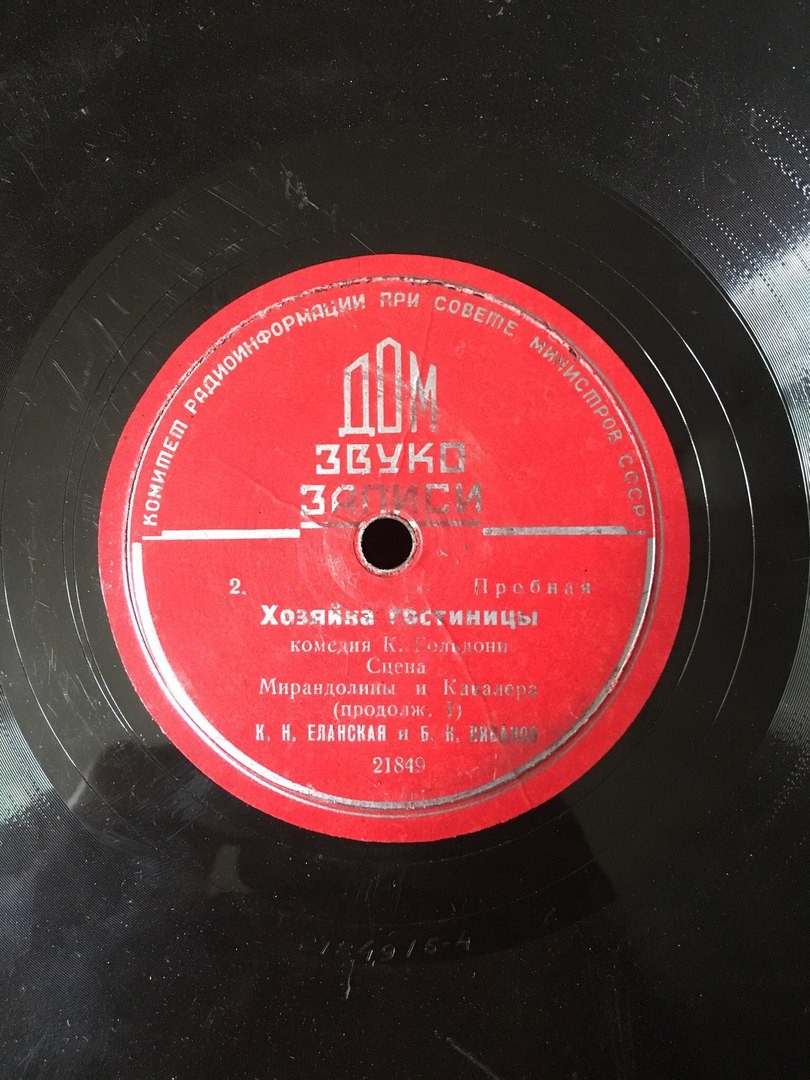 КОМИТЕТ РАДИОИНФОРМАЦИИ ПРИ СОВЕТЕ МИНИСТРОВ СССР
ДОМ
ЗВУКО
ЗАПИСИ
2. Пробная
Хозяйка гостиницы
комедия К. Гольдони
Сцена
Мирандолины и Кавалера
(продолж. 1)
К. Н. ЕЛАНСКАЯ и Б. Н.
21849